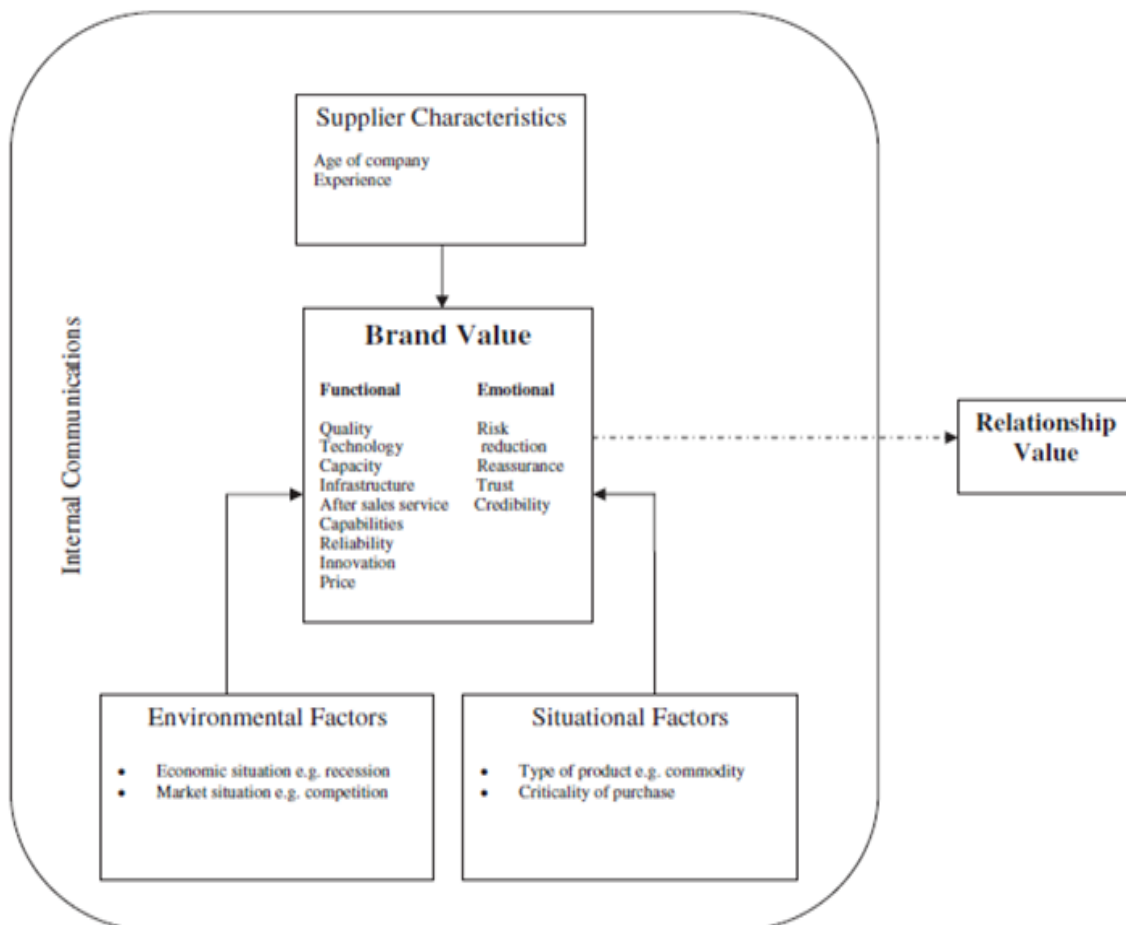 Supplier Characteristics
Age of company
Experience
Internal Communications
Brand Value
Functional
Quality
Technology
Capacity
Infrastructure
After sales service
Capabilities
Reliability
Innovation
Price
Emotional
Risk
reduction
Reassurance
Trust
Credibility
Relationship
Value
Environmental Factors
• Economic situation e.g. recession
• Market situation e.g. competition
Situational Factors
• Type of product e.g. commodity
• Criticality of purchase